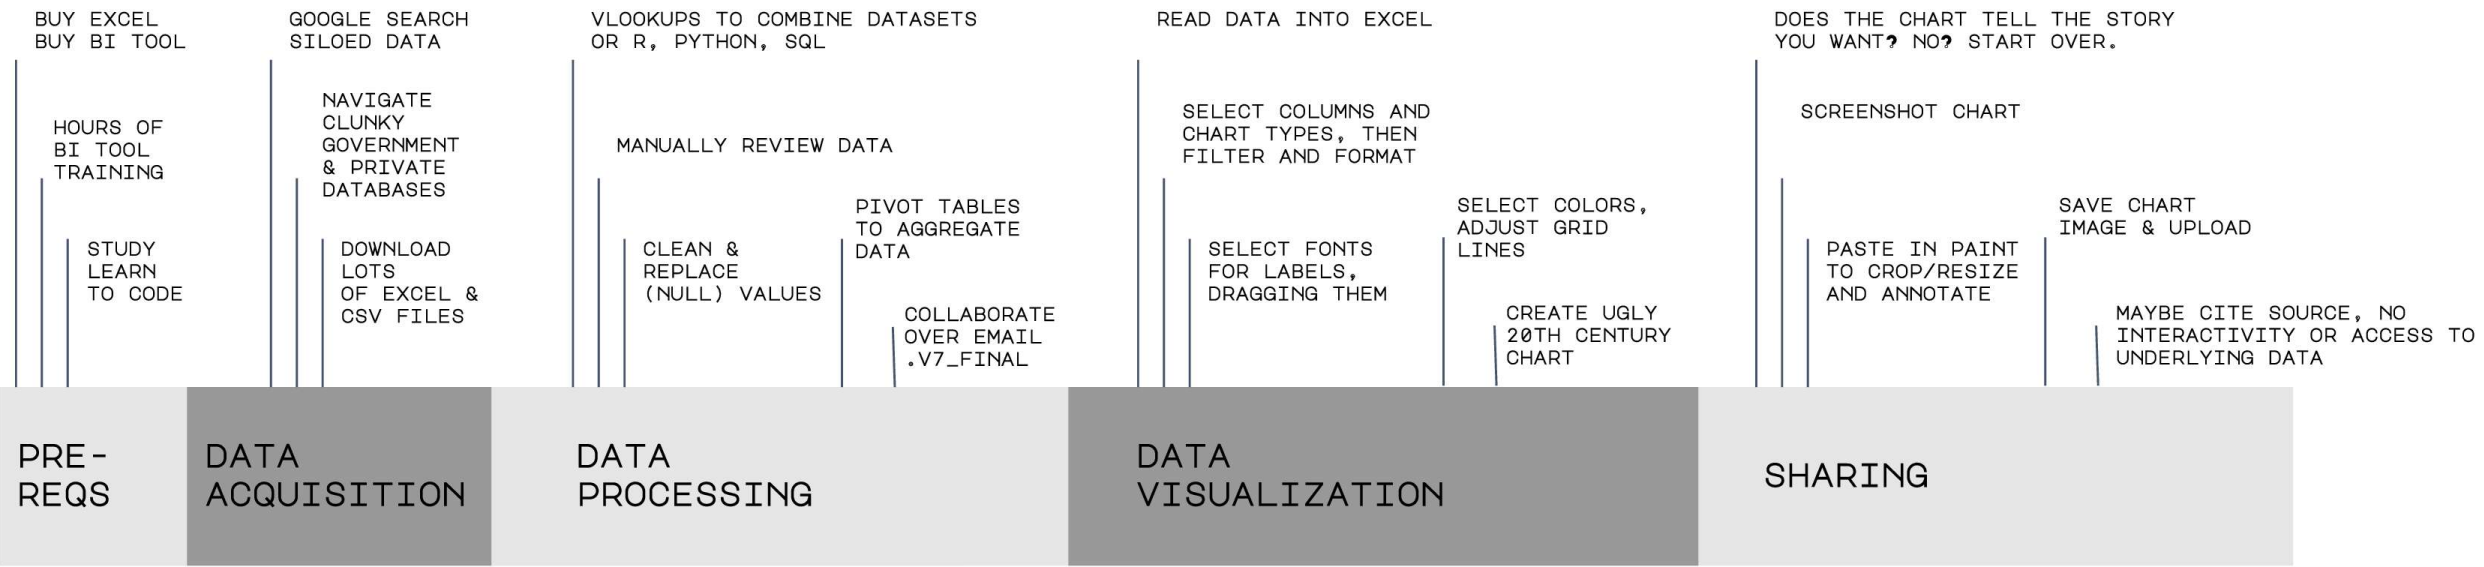 BUY EXCEL
BUY BI TOOL
HOURS OF
BI TOOL
TRAINING
STUDY
LEARN
TO CODE
PRE-
REQS
GOOGLE SEARCH
SILOED DATA
NAVIGATE
CLUNKY
GOVERNMENT
& PRIVATE
DATABASES
DOWNLOAD
LOTS
OF EXCEL &
CSV FILES
DATA
ACQUISITION
VLOOKUPS TO COMBINE DATASETS
OR R, PYTHON, SQL
MANUALLY REVIEW DATA
CLEAN &
REPLACE
(NULL) VALUES
PIVOT TABLES
TO AGGREGATE
DATA
COLLABORATE
OVER EMAIL
.V7_FINAL
DATA
PROCESSING
READ DATA INTO EXCEL
SELECT COLUMNS AND
CHART TYPES, THEN
FILTER AND FORMAT
SELECT FONTS
FOR LABELS,
DRAGGING THEM
SELECT COLORS,
ADJUST GRID
LINES
CREATE UGLY
20TH CENTURY
CHART
DATA
VISUALIZATION
DOES THE CHART TELL THE STORY
YOU WANT? NO? START OVER.
SCREENSHOT CHART
PASTE IN PAINT
TO CROP/RESIZE
AND ANNOTATE
SAVE CHART
IMAGE & UPLOAD
MAYBE CITE SOURCE, NO
INTERACTIVITY OR ACCESS TO
UNDERLYING DATA
SHARING